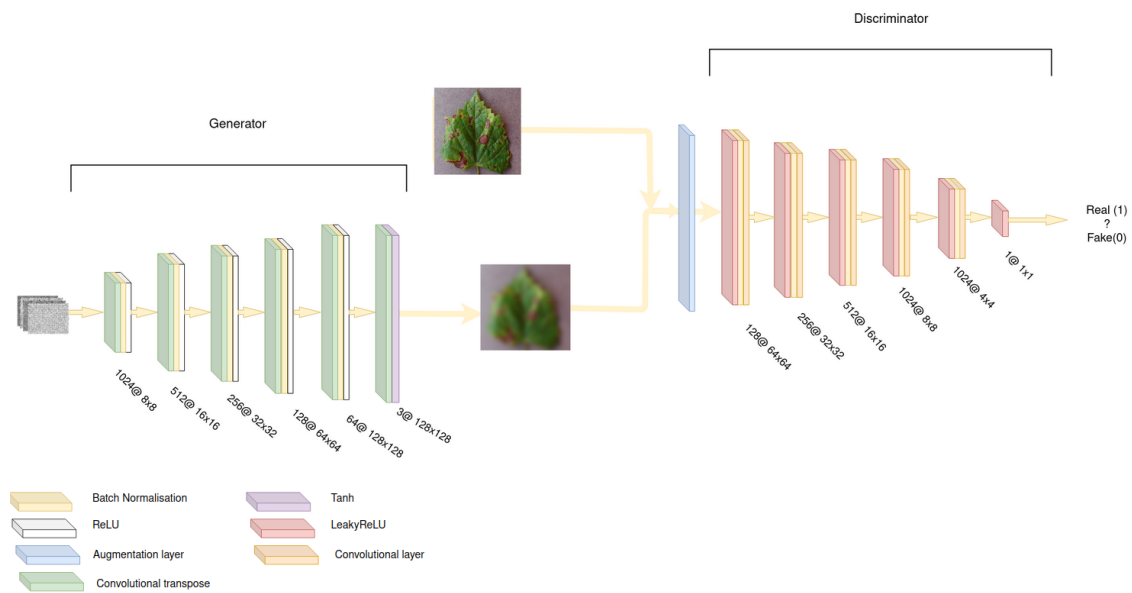 Discriminator
Generator
Real (1)
?
Fake(0)
1024@ 8x8
512@ 16x16
256@ 32x32
128@ 64x64
64@ 128x128
3@ 128x128
128@ 64x64
256@ 32x32
512@ 16x16
1024@ 8x8
1024@ 4x4
1@ 1x1
Batch Normalisation
Tanh
ReLU
LeakyReLU
Augmentation layer
Convolutional layer
Convolutional transpose